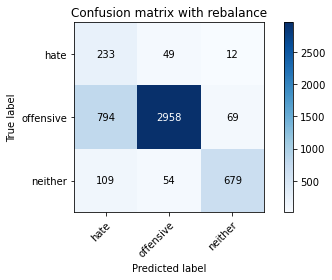 Confusion matrix with rebalance
True label
hate
233 49 12
offensive
794 2958 69
neither
109 54 679
hate
offensive
neither
Predicted label
2500
2000
1500
1000
500